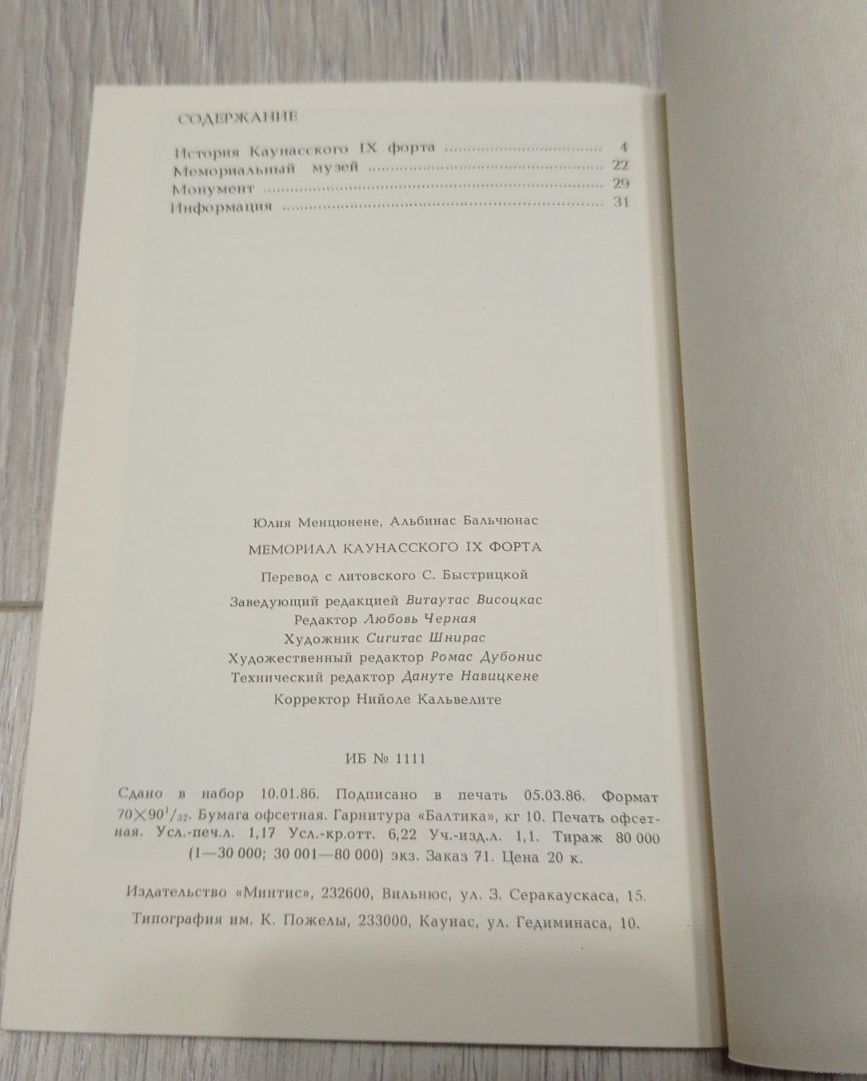 СОДЕРЖАНИЕ
История Каунасского IX форта ........ 4
Мемориальный музей ........ 22
Монумент ........ 29
Информация ........ 31
Юлия Менцюнене, Альбинас Бальчюнас
МЕМОРИАЛ КАУНАССКОГО IX ФОРТА
Перевод с литовского С. Быстрицкой
Заведующий редакцией Витаутас Висоцкас
Редактор Любовь Черная
Художник Сигитас Шнирас
Художественный редактор Ромас Дубонис
Технический редактор Дануте Навицкене
Корректор Нийоле Кальвелите
ИБ № 1111
Сдано в набор 10.01.86. Подписано в печать 05.03.86. Формат
70×90¹/₃₂. Бумага офсетная. Гарнитура «Балтика», кг 10. Печать офсет-
ная. Усл.-печ.л. 1,17 Усл.-кр.отт. 6,22 Уч.-изд.л. 1,1. Тираж 80 000
(1—30 000; 30 001—80 000) экз. Заказ 71. Цена 20 к.
Издательство «Минтис», 232600, Вильнюс, ул. З. Серакаускаса, 15.
Типография им. К. Пожелы, 233000, Каунас, ул. Гедиминаса, 10.